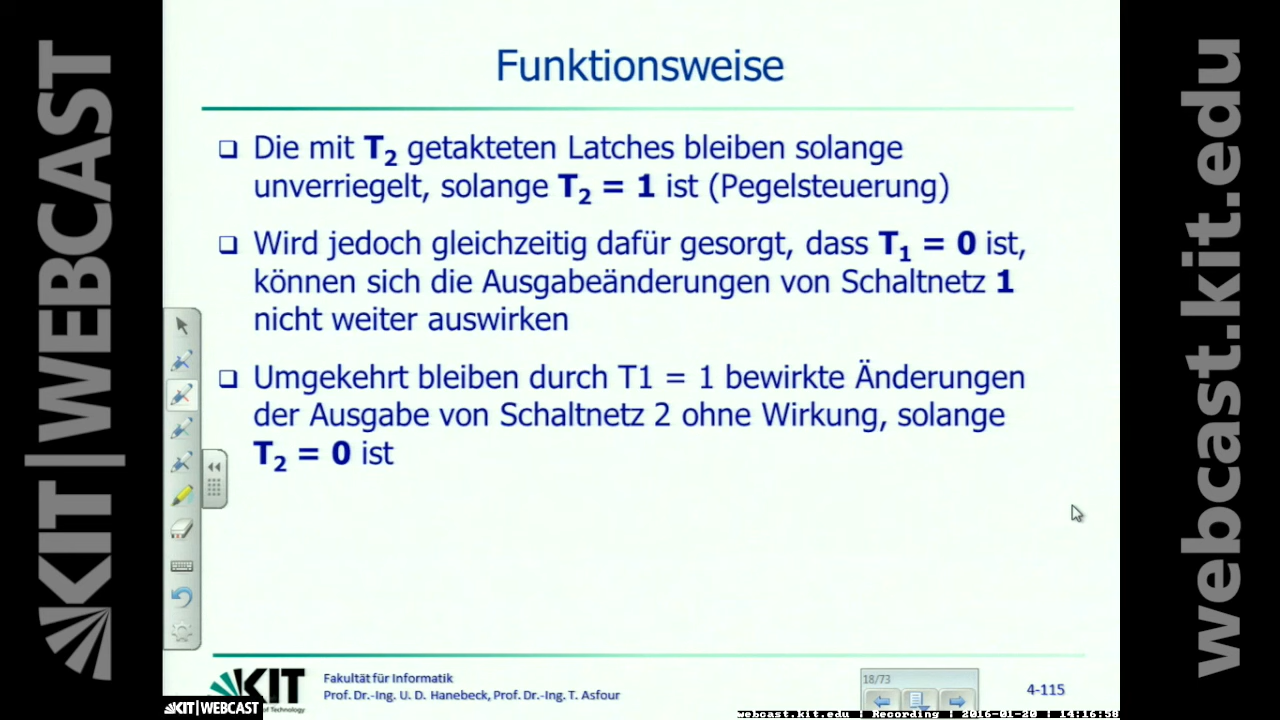 Funktionsweise
Die mit T2 getakteten Latches bleiben solange
unverriegelt, solange T2 = 1 ist (Pegelsteuerung)
Wird jedoch gleichzeitig dafür gesorgt, dass T1 = 0 ist,
können sich die Ausgabeänderungen von Schaltnetz 1
nicht weiter auswirken
Umgekehrt bleiben durch T1 = 1 bewirkte Änderungen
der Ausgabe von Schaltnetz 2 ohne Wirkung, solange
T2 = 0 ist
KIT
of Technology
Fakultät für Informatik
Prof. Dr.-Ing. U. D. Hanebeck, Prof. Dr.-Ing. T. Asfour
18/73
4-115
KIT|WEBCAST
webcast.kit.edu | Recording | 2016-01-20 | 14:16:58
KIT|WEBCAST
webcast.kit.edu